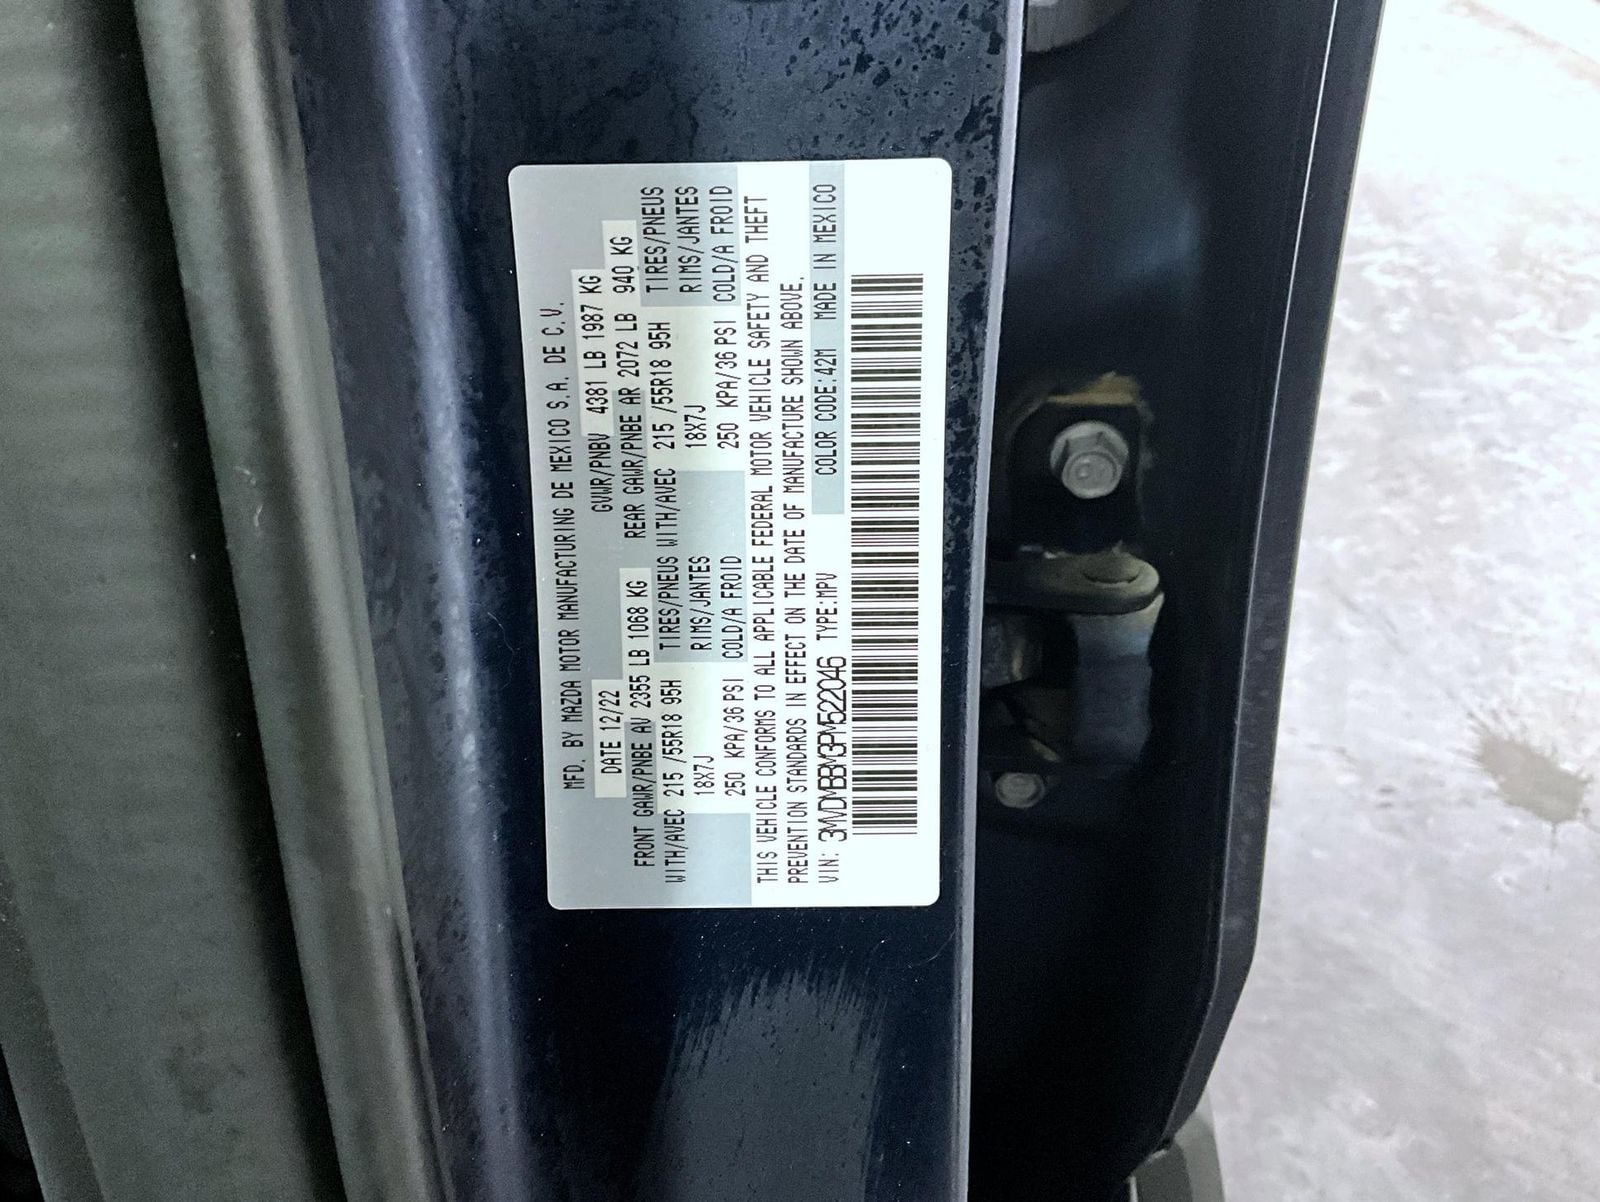 MFD. BY MAZDA MOTOR MANUFACTURING DE MEXICO S.A. DE C.V.
DATE 12/22 GVWR/PNBV 4381 LB 1987 KG
FRONT GAWR/PNBE AV 2355 LB 1068 KG REAR GAWR/PNBE AR 2072 LB 940 KG
WITH/AVEC 215 /55R18 95H TIRES/PNEUS WITH/AVEC 215 /55R18 95H TIRES/PNEUS
18X7J RIMS/JANTES 18X7J RIMS/JANTES
250 KPA/36 PSI COLD/A FROID 250 KPA/36 PSI COLD/A FROID
THIS VEHICLE CONFORMS TO ALL APPLICABLE FEDERAL MOTOR VEHICLE SAFETY AND THEFT
PREVENTION STANDARDS IN EFFECT ON THE DATE OF MANUFACTURE SHOWN ABOVE.
VIN: 3MVDMBBM3PM522046 TYPE:MPV COLOR CODE:42M MADE IN MEXICO